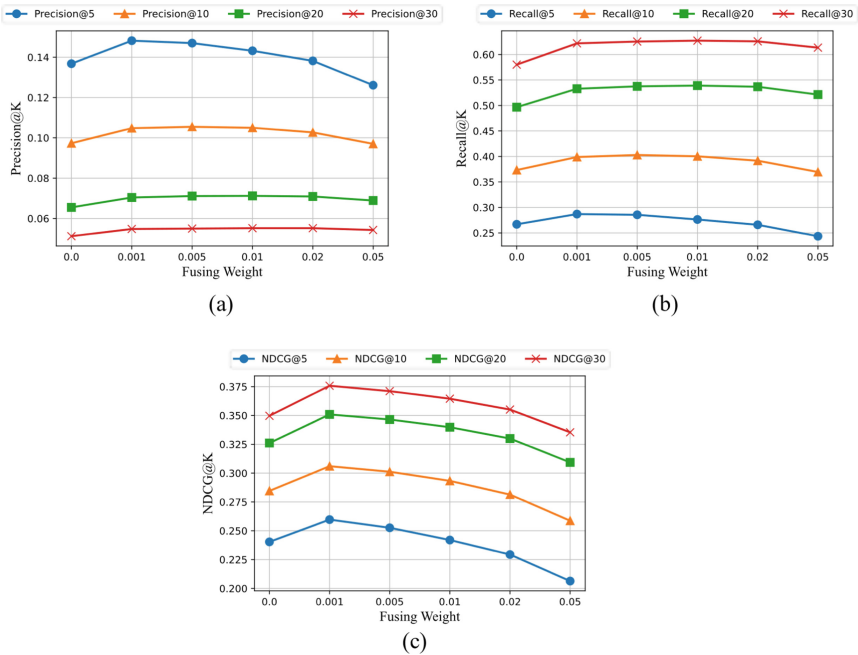 Precision@5 Precision@10 Precision@20 Precision@30
0.14
0.12
0.10
0.08
0.06
Precision@K
0.0 0.001 0.005 0.01 0.02 0.05
Fusing Weight
(a)
Recall@5 Recall@10 Recall@20 Recall@30
0.60
0.55
0.50
0.45
0.40
0.35
0.30
0.25
Recall@K
0.0 0.001 0.005 0.01 0.02 0.05
Fusing Weight
(b)
NDCG@5 NDCG@10 NDCG@20 NDCG@30
0.375
0.350
0.325
0.300
0.275
0.250
0.225
0.200
NDCG@K
0.0 0.001 0.005 0.01 0.02 0.05
Fusing Weight
(c)